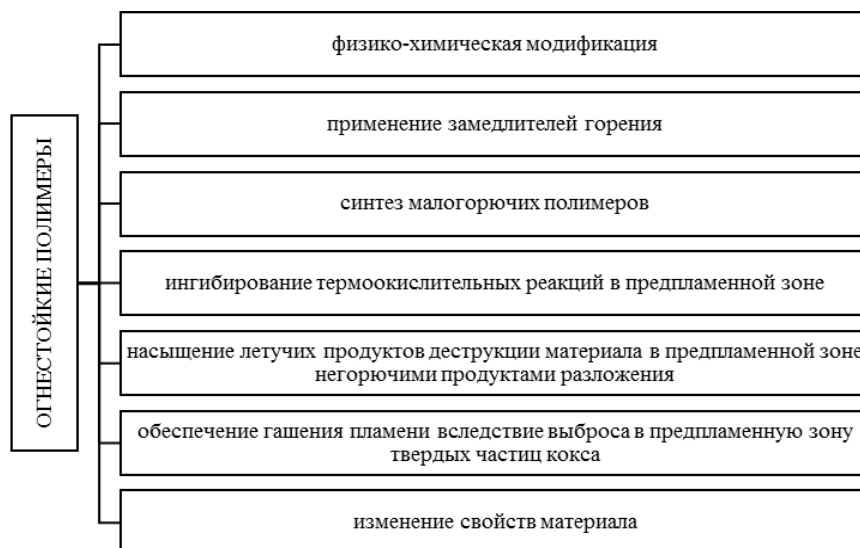 ОГНЕСТОЙКИЕ ПОЛИМЕРЫ
физико-химическая модификация
применение замедлителей горения
синтез малогорючих полимеров
ингибирование термоокислительных реакций в предпламенной зоне
насыщение летучих продуктов деструкции материала в предпламенной зоне
негорючими продуктами разложения
обеспечение гашения пламени вследствие выброса в предпламенную зону
твердых частиц кокса
изменение свойств материала